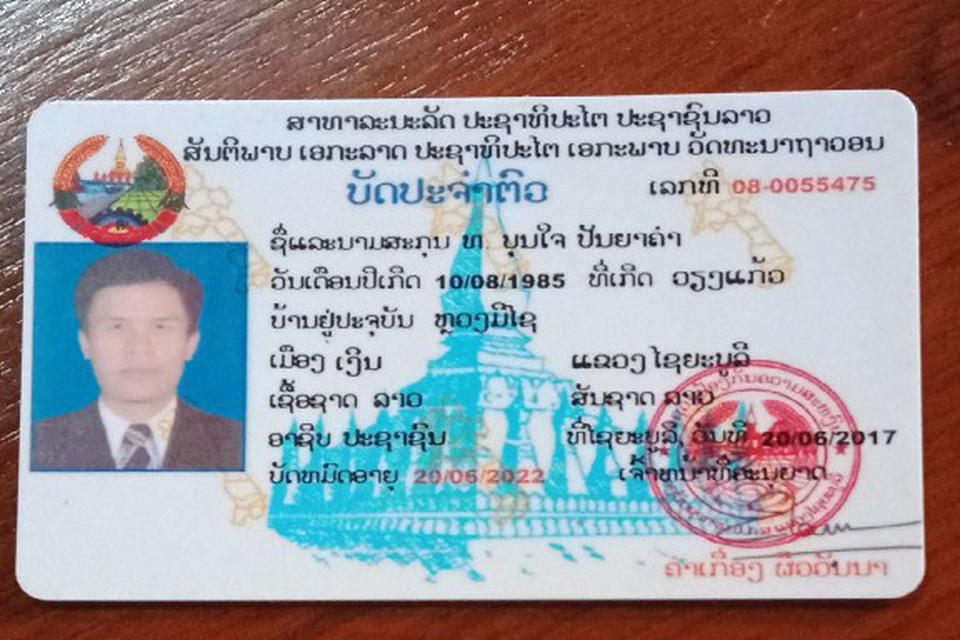 ສາທາລະນະລັດ ປະຊາທິປະໄຕ ປະຊາຊົນລາວ
ສັນຕິພາບ ເອກະລາດ ປະຊາທິປະໄຕ ເອກະພາບ ວັດທະນາຖາວອນ
ບັດປະຈຳຕົວ
ເລກທີ 08-0055475
ຊື່ແລະນາມສະກຸນ ທ. ບຸນໃຈ ປັນຍາຄຳ
ວັນເດືອນປີເກີດ 10/08/1985 ທີ່ເກີດ ວຽງແກ້ວ
ບ້ານຢູ່ປະຈຸບັນ ຫຼວງມີໄຊ
ເມືອງ ເງິນ ແຂວງ ໄຊຍະບູລີ
ເຊື້ອຊາດ ລາວ ສັນຊາດ ລາວ
ອາຊີບ ປະຊາຊົນ ທີ່ໄຊຍະບູລີ, ວັນທີ 20/06/2017
ບັດຫມົດອາຍຸ 20/06/2022 ເຈົ້າຫນ້າທີ່ອະນຸຍາດ
ຄຳເກື່ອງ ຜິວວັນນາ